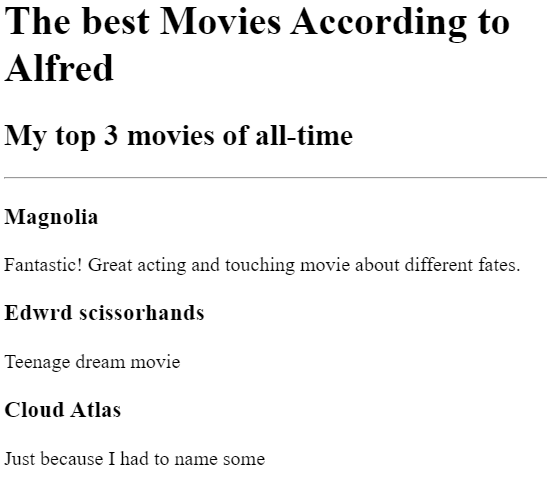 The best Movies According to
Alfred
My top 3 movies of all-time
Magnolia
Fantastic! Great acting and touching movie about different fates.
Edwrd scissorhands
Teenage dream movie
Cloud Atlas
Just because I had to name some